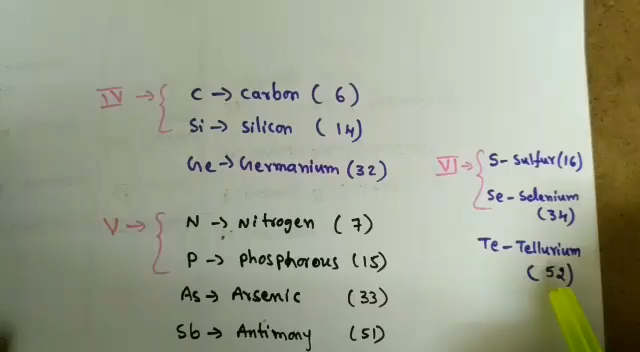 IV → { C → carbon ( 6 )
Si → silicon ( 14 )
Ge → Germanium (32)
V → { N → Nitrogen ( 7 )
P → phosphorous (15)
As → Arsenic (33)
Sb → Antimony (51)
VI → { S - Sulfur (16)
Se - Selenium
(34)
Te - Tellurium
( 52 )